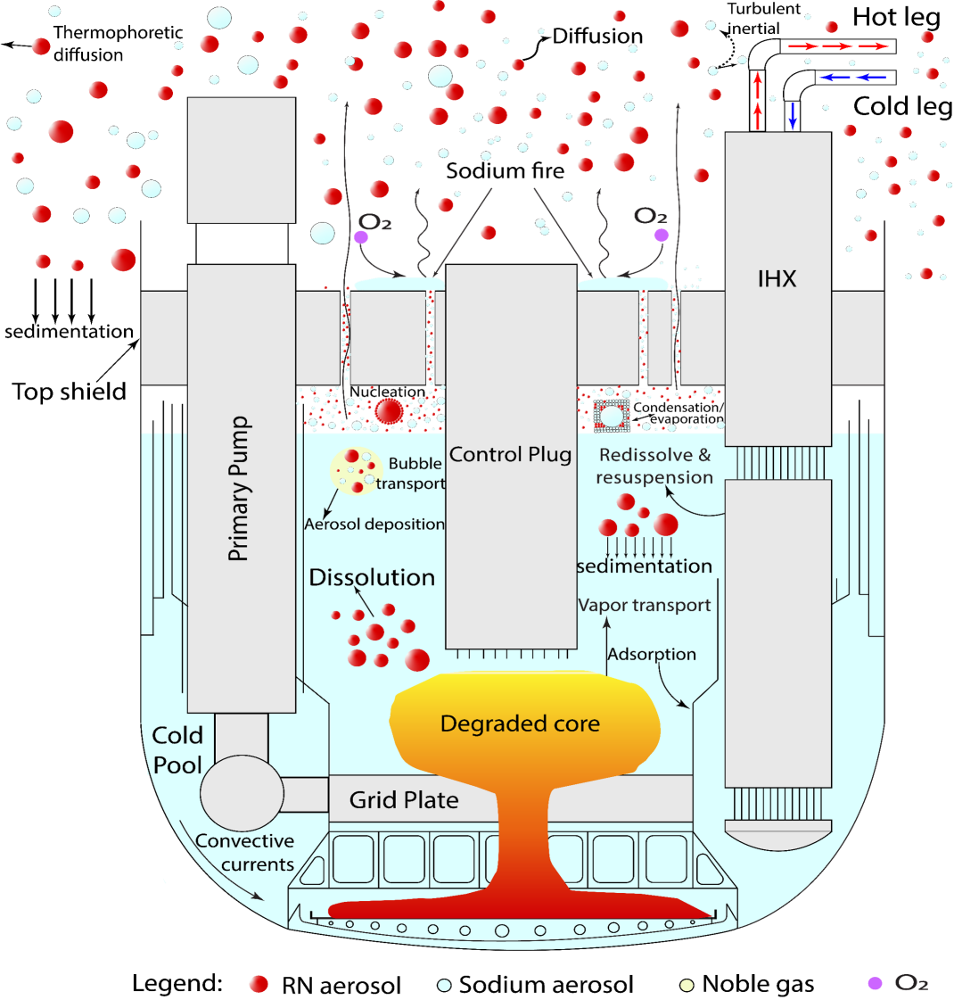 Thermophoretic
diffusion
Diffusion
Turbulent
inertial
Hot leg
Cold leg
Sodium fire
O₂
O₂
IHX
sedimentation
Top shield
Nucleation
Condensation/
evaporation
Primary Pump
Control Plug
Bubble
transport
Redissolve &
resuspension
Aerosol deposition
sedimentation
Dissolution
Vapor transport
Adsorption
Degraded core
Cold
Pool
Grid Plate
Convective
currents
Legend: RN aerosol Sodium aerosol Noble gas O₂